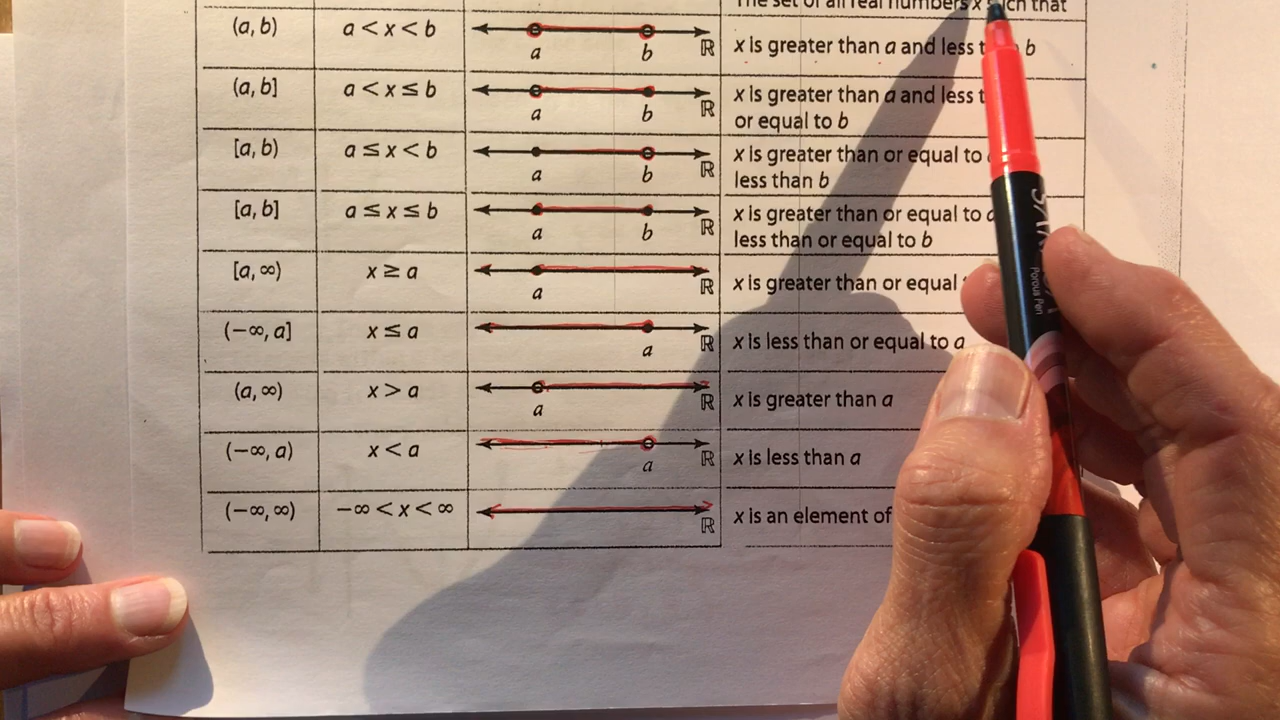 The set of all real numbers x such that
(a, b) a < x < b a b ℝ x is greater than a and less b
(a, b] a < x ≤ b a b ℝ x is greater than a and less
or equal to b
[a, b) a ≤ x < b a b ℝ x is greater than or equal to
less than b
[a, b] a ≤ x ≤ b a b ℝ x is greater than or equal to a
less than or equal to b
[a, ∞) x ≥ a a ℝ x is greater than or equal
(−∞, a] x ≤ a a ℝ x is less than or equal to a
(a, ∞) x > a a ℝ x is greater than a
(−∞, a) x < a a ℝ x is less than a
(−∞, ∞) −∞ < x < ∞ ℝ x is an element of
Porous Pen